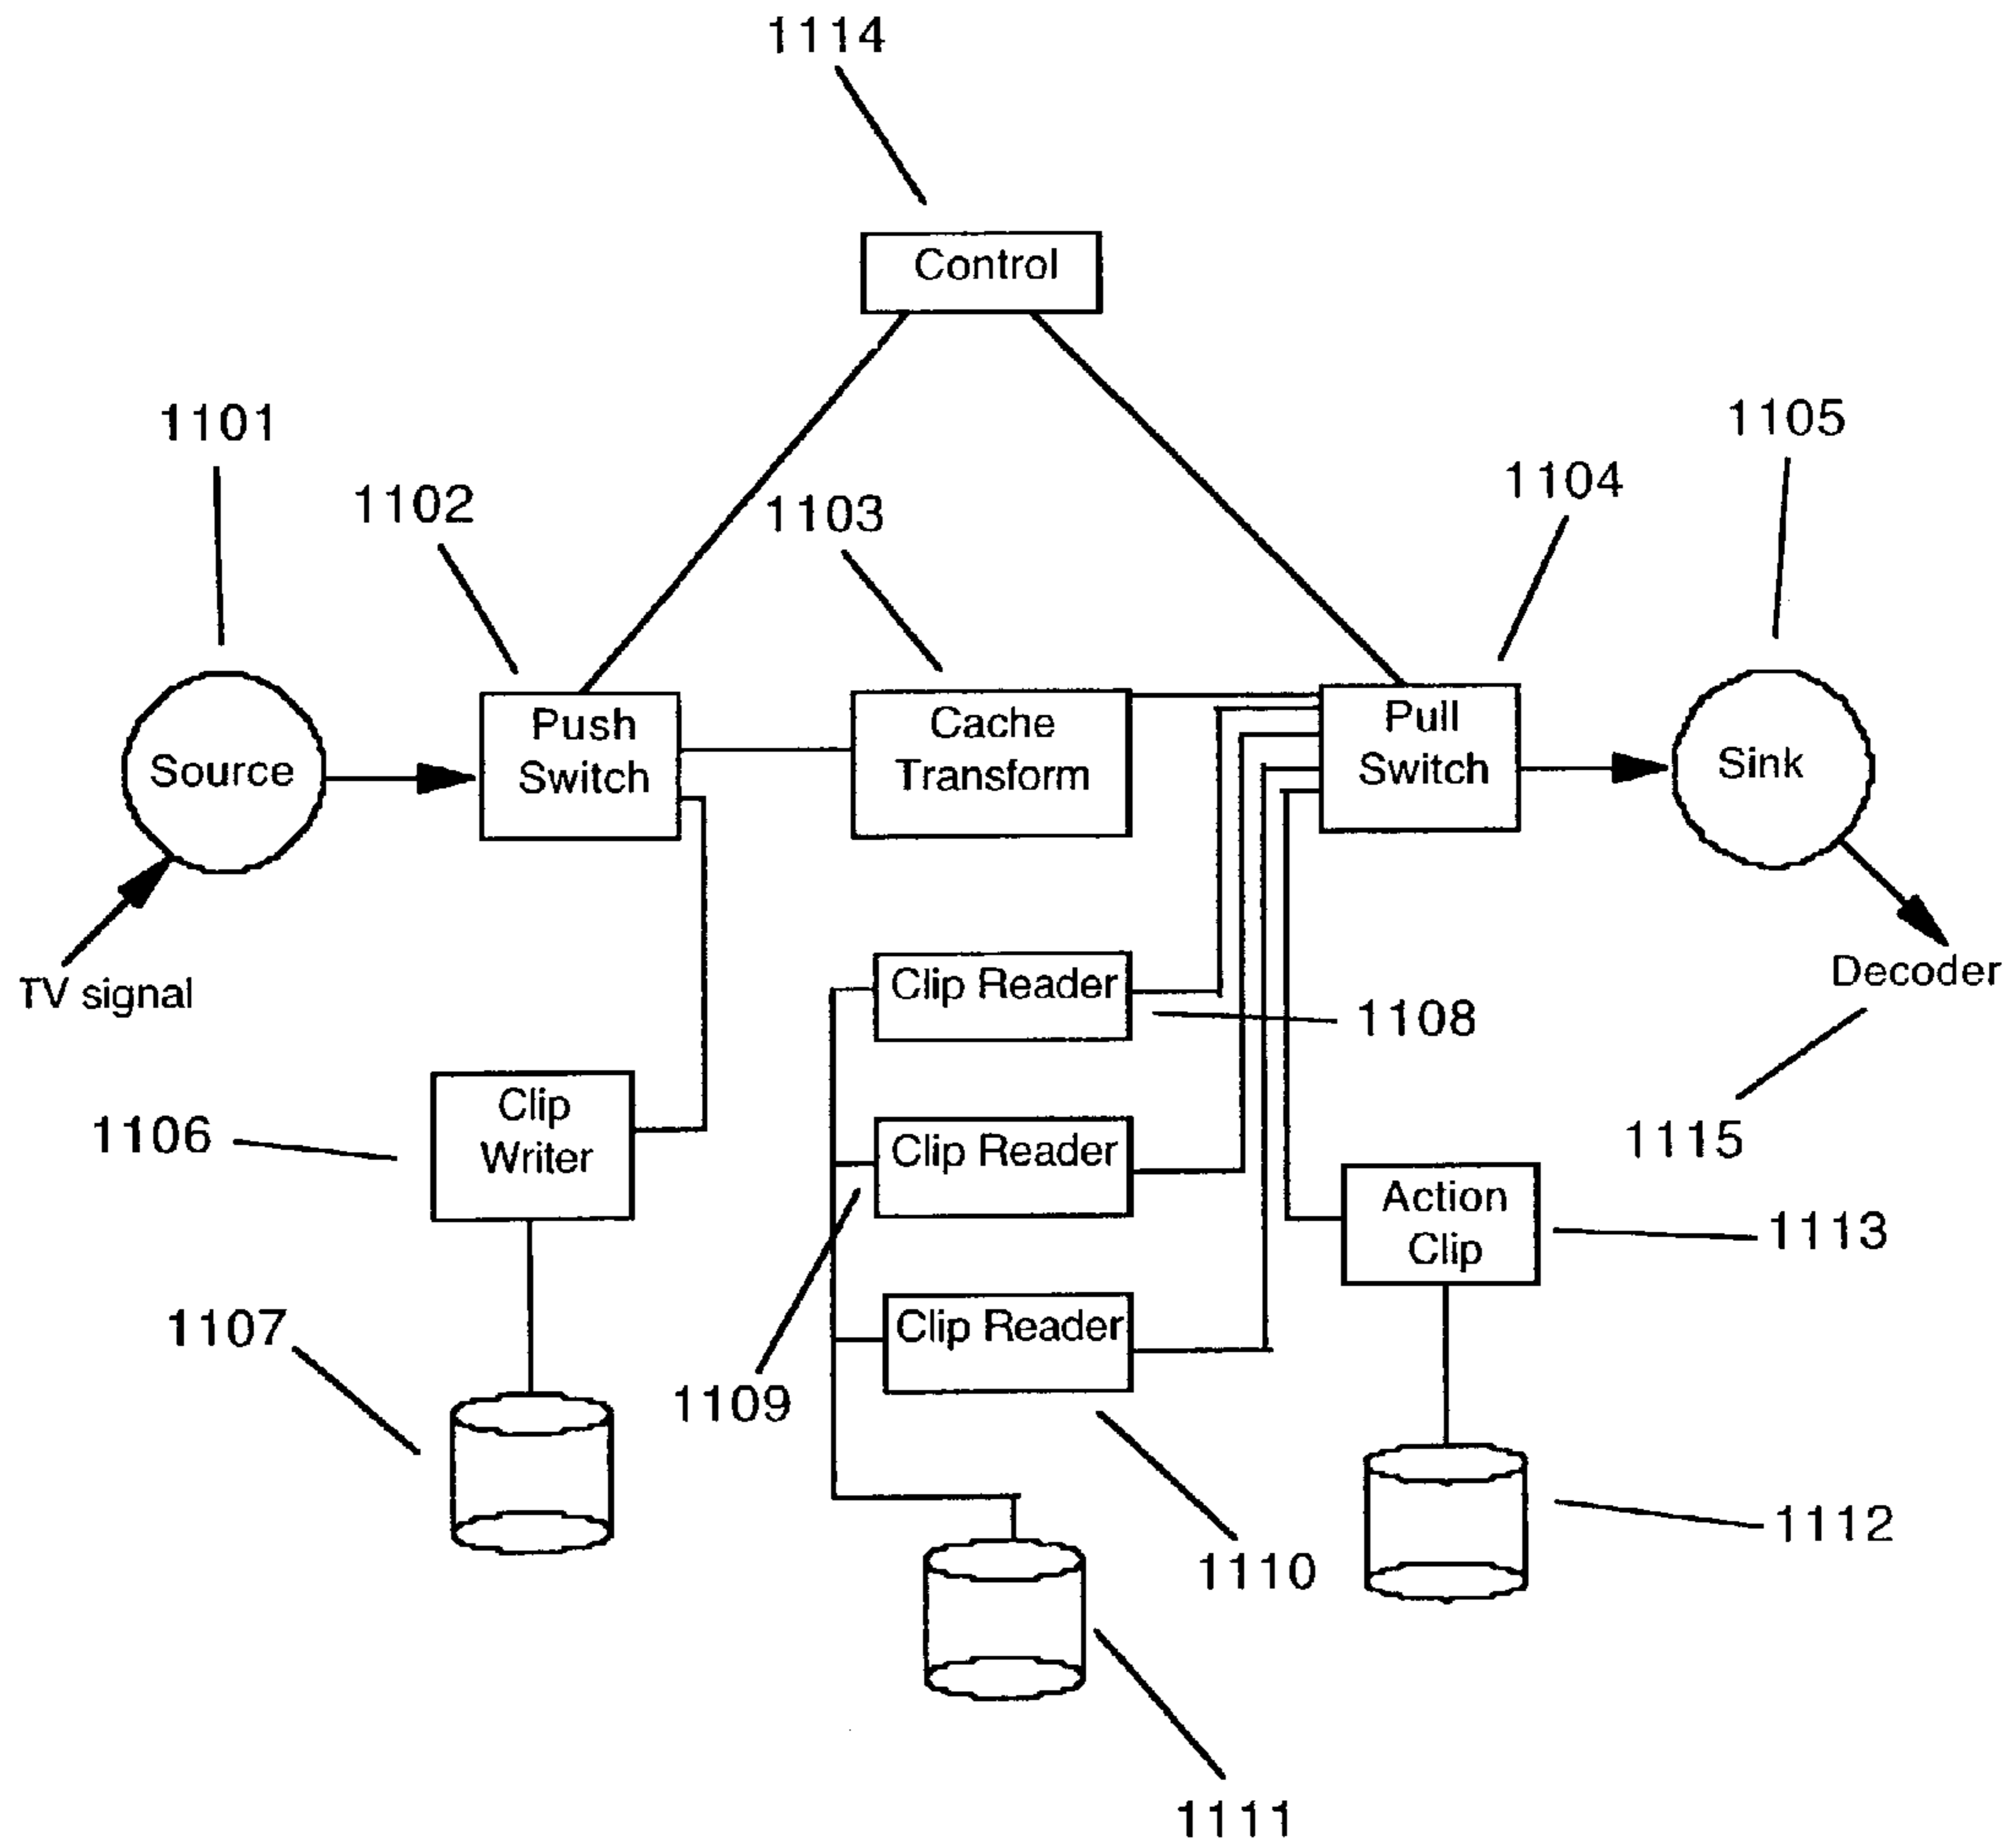 1114
Control
1101
1105
1104
1102
1103
Source
Push
Switch
Cache
Transform
Pull
Switch
Sink
TV signal
Decoder
Clip Reader
1108
Clip
Writer
1106
Clip Reader
1115
Action
Clip
1113
1107
Clip Reader
1109
1112
1110
1111